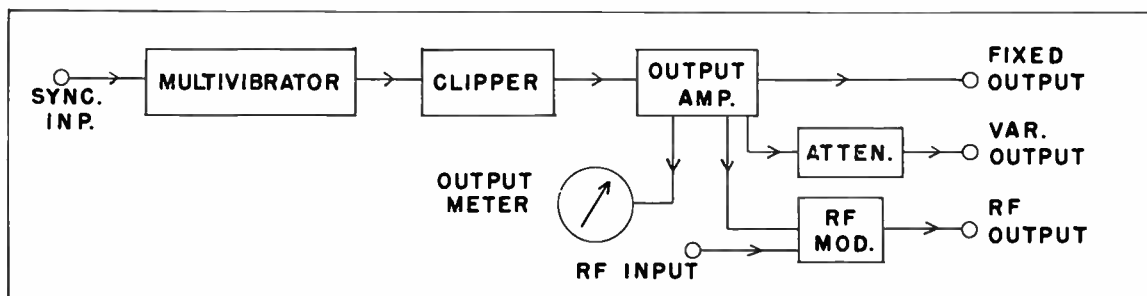 SYNC.
INP.
MULTIVIBRATOR
CLIPPER
OUTPUT
AMP.
FIXED
OUTPUT
ATTEN.
VAR.
OUTPUT
OUTPUT
METER
RF INPUT
RF
MOD.
RF
OUTPUT